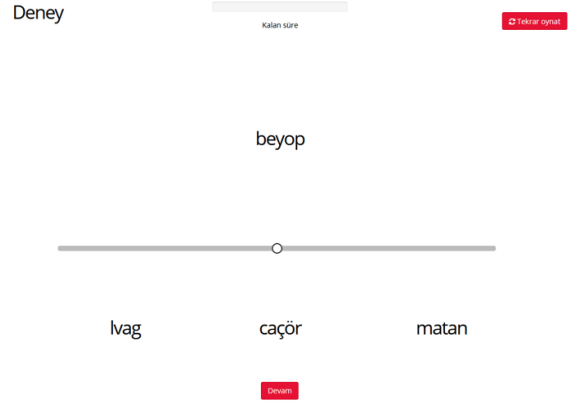 Deney
Kalan süre
Tekrar oynat
beyop
lvag
caçör
matan
Devam